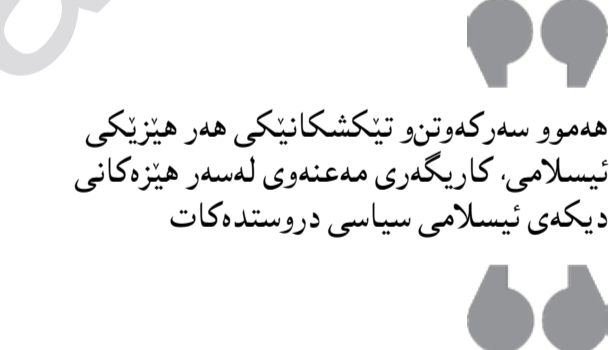 هەموو سەرکەوتن‌و تێکشکانێکی هەر هێزێکی
ئیسلامی، کاریگەری مەعنەوی لەسەر هێزەکانی
دیکەی ئیسلامی سیاسی دروستدەکات